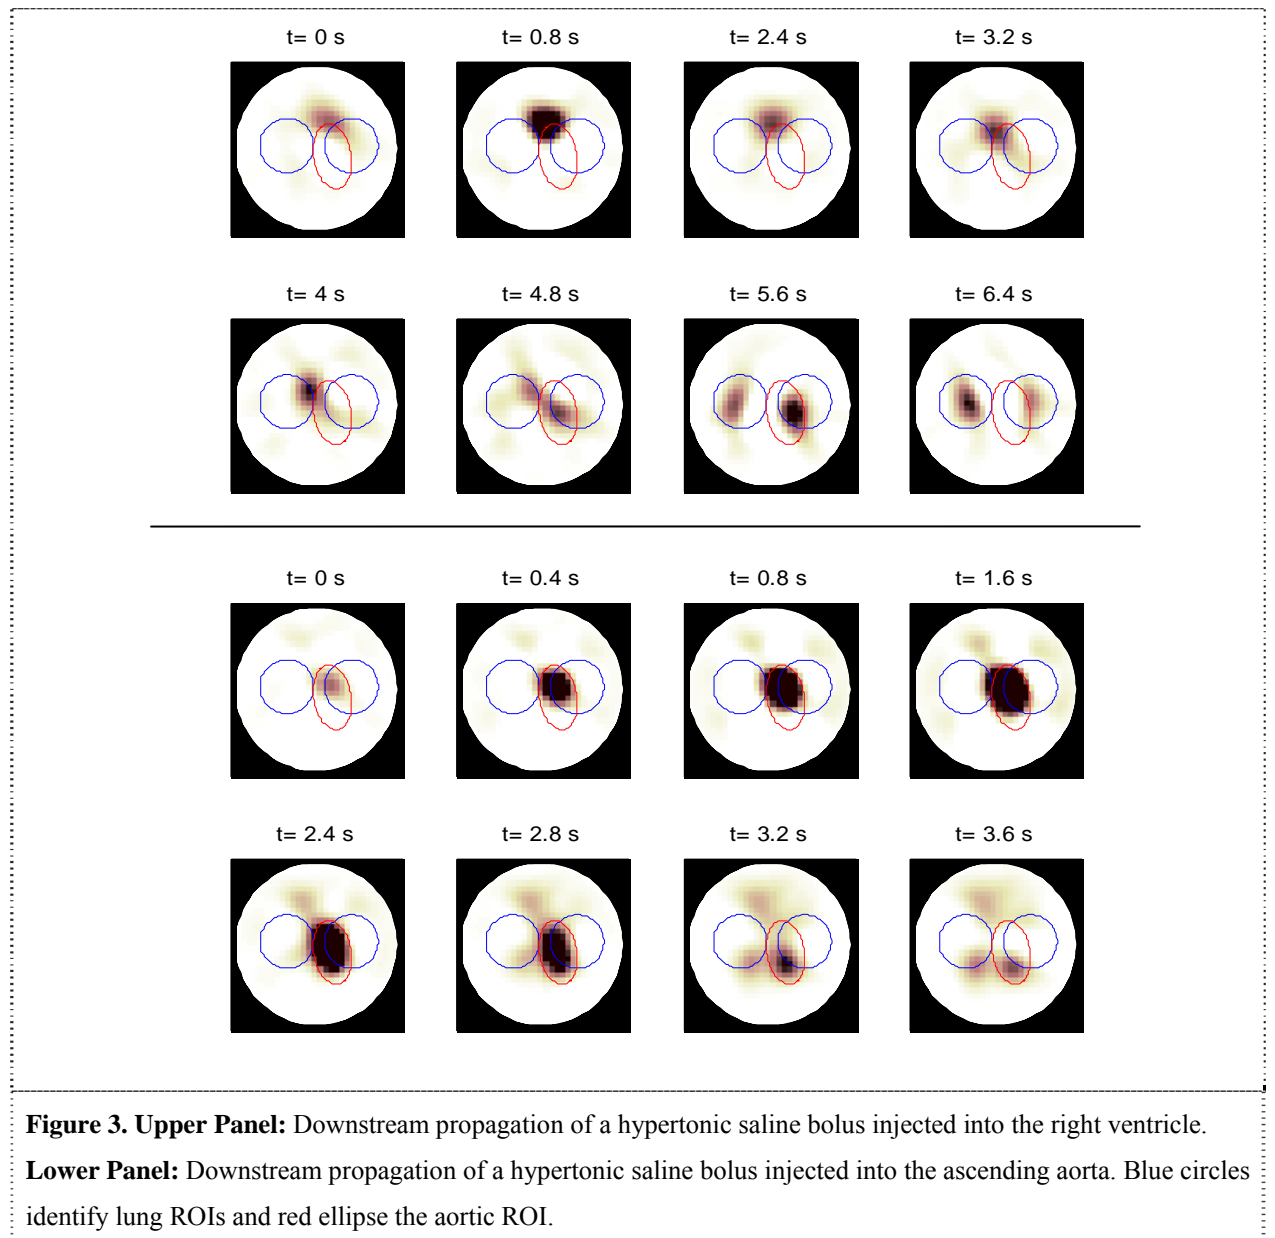 t= 0 s t= 0.8 s t= 2.4 s t= 3.2 s
t= 4 s t= 4.8 s t= 5.6 s t= 6.4 s
t= 0 s t= 0.4 s t= 0.8 s t= 1.6 s
t= 2.4 s t= 2.8 s t= 3.2 s t= 3.6 s
Figure 3. Upper Panel: Downstream propagation of a hypertonic saline bolus injected into the right ventricle.
Lower Panel: Downstream propagation of a hypertonic saline bolus injected into the ascending aorta. Blue circles
identify lung ROIs and red ellipse the aortic ROI.